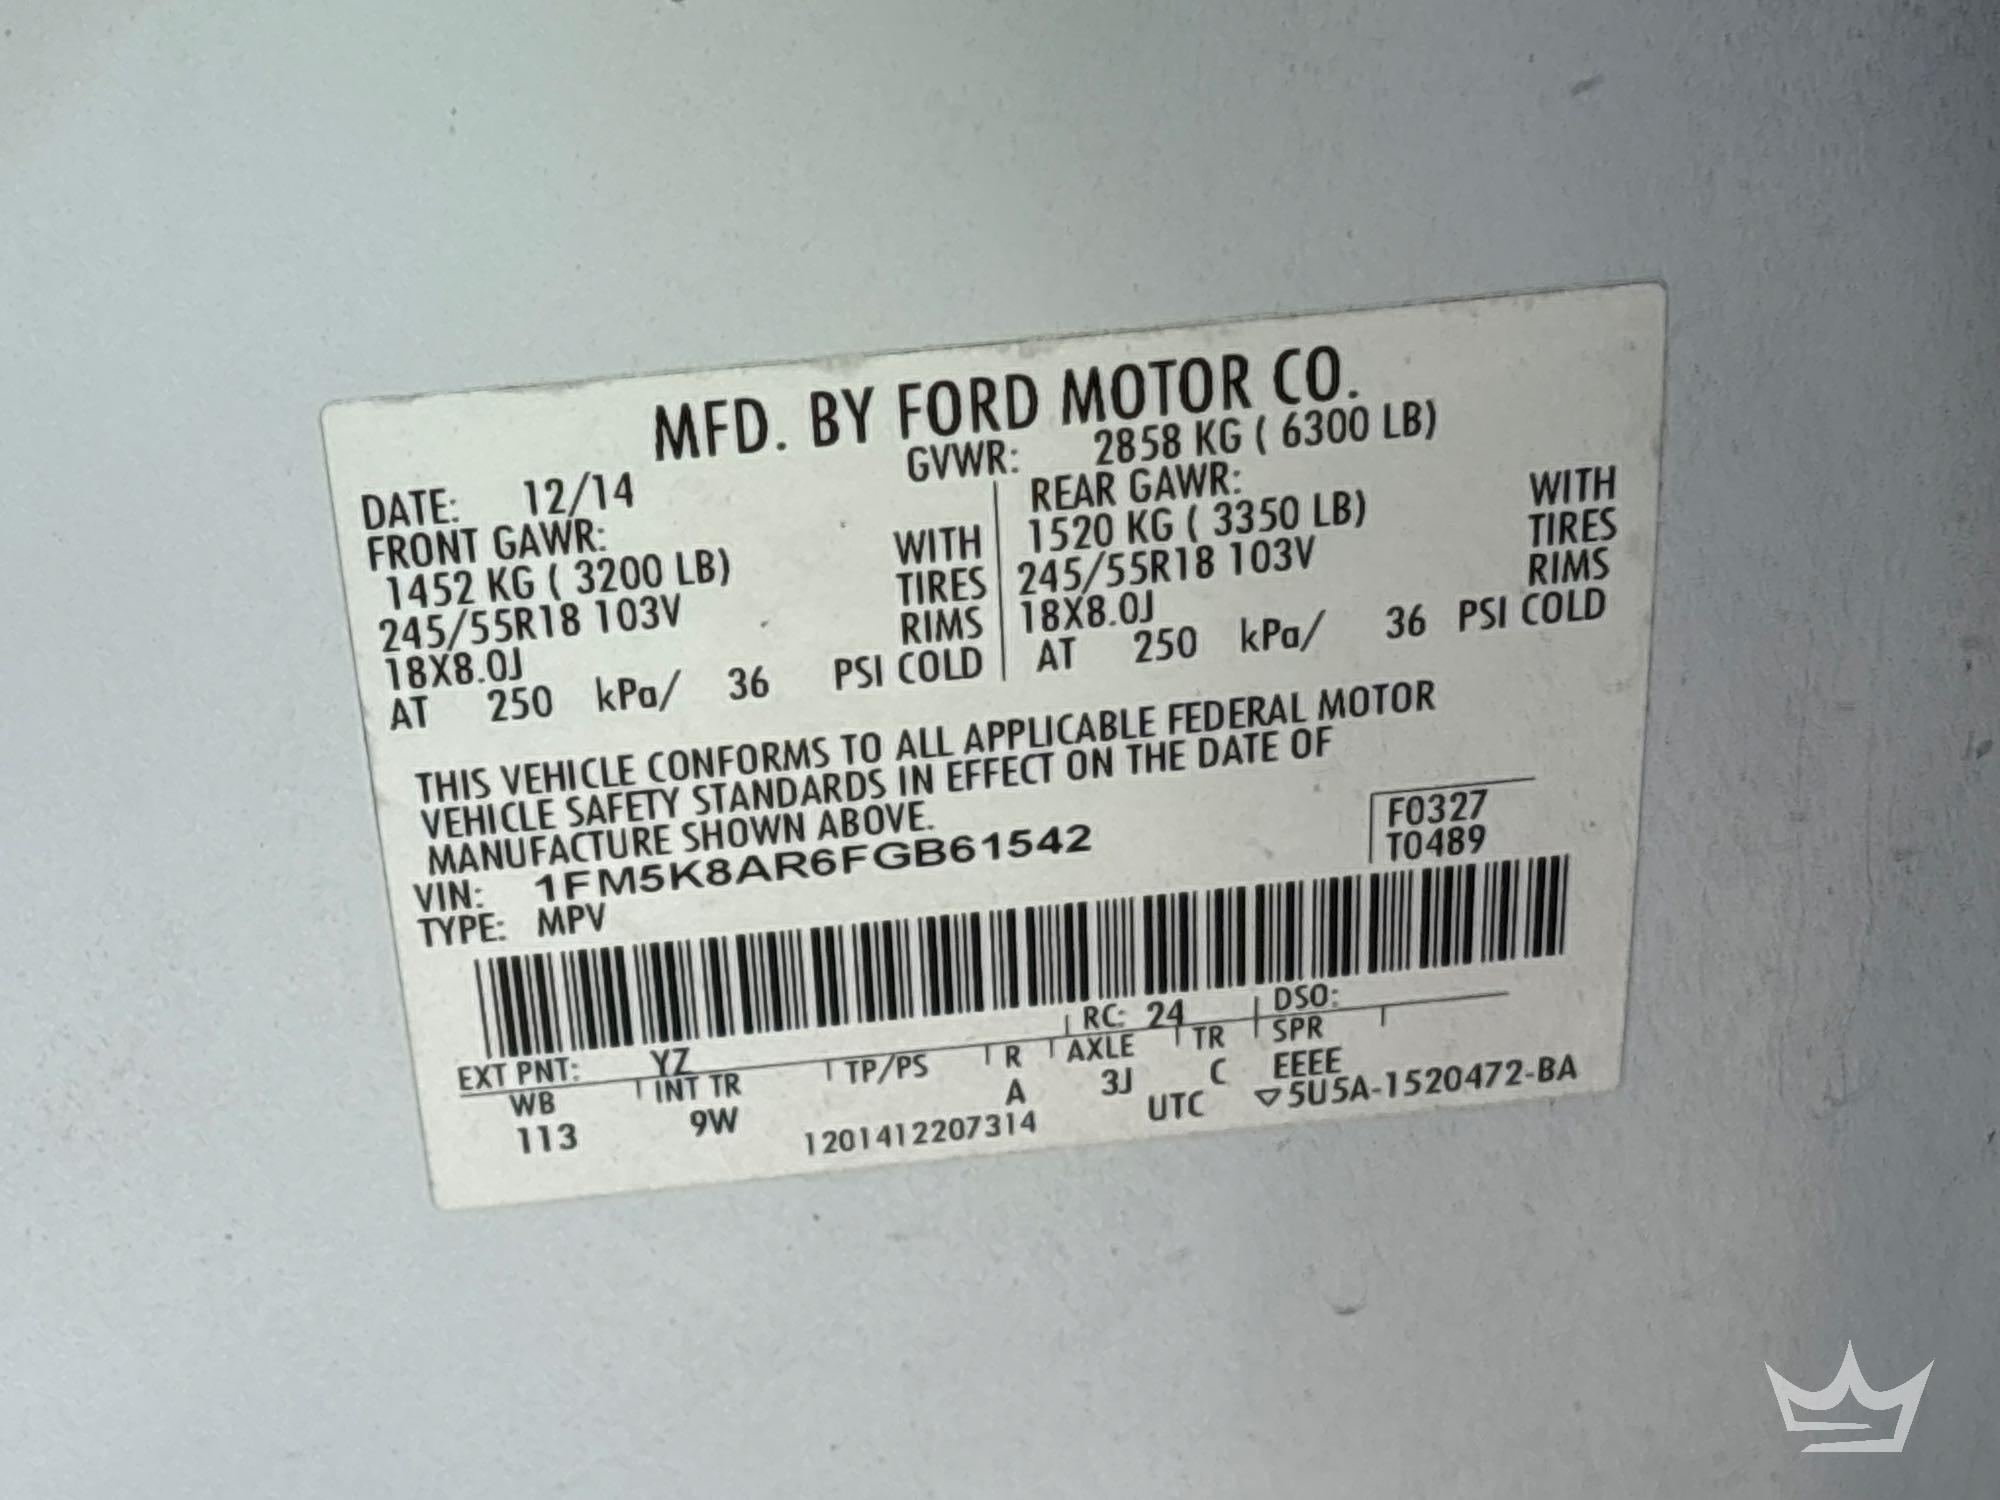 MFD. BY FORD MOTOR CO.
DATE: 12/14 GVWR: 2858 KG ( 6300 LB)
FRONT GAWR: REAR GAWR:
1452 KG ( 3200 LB) WITH 1520 KG ( 3350 LB) WITH
245/55R18 103V TIRES 245/55R18 103V TIRES
18X8.0J RIMS 18X8.0J RIMS
AT 250 kPa/ 36 PSI COLD AT 250 kPa/ 36 PSI COLD
THIS VEHICLE CONFORMS TO ALL APPLICABLE FEDERAL MOTOR
VEHICLE SAFETY STANDARDS IN EFFECT ON THE DATE OF
MANUFACTURE SHOWN ABOVE.
F0327
VIN: 1FM5K8AR6FGB61542 T0489
TYPE: MPV
EXT PNT: YZ RC: 24 DSO:
WB INT TR TP/PS R AXLE TR SPR
113 9W A 3J C EEEE
1201412207314 UTC ▽5U5A-1520472-BA